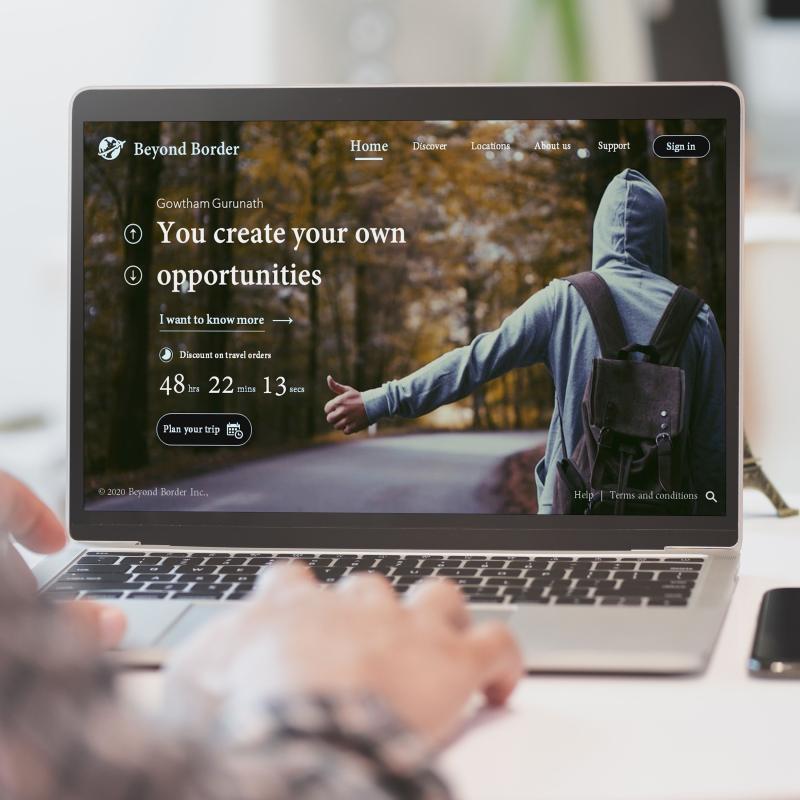 Beyond Border
Home Discover Locations About us Support Sign in
Gowtham Gurunath
You create your own
opportunities
I want to know more
Discount on travel orders
48 hrs 22 mins 13 secs
Plan your trip
© 2020 Beyond Border Inc.,
Help | Terms and conditions